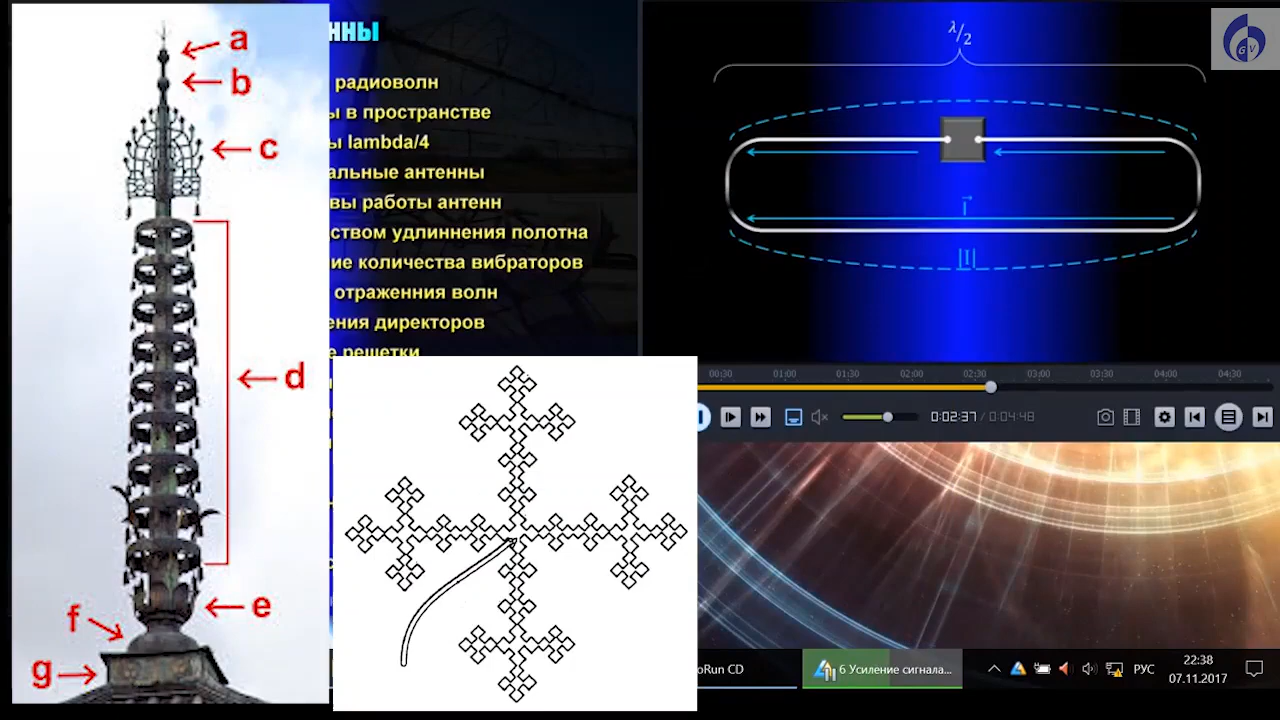 a
b
c
d
e
f
g
нны
радиоволн
ы в пространстве
ы lambda/4
альные антенны
вы работы антенн
ством удлиннения полотна
ие количества вибраторов
отраженния волн
ения директоров
е решетки
λ/2
I
|I|
GV
00:30 01:00 01:30 02:00 02:30 03:00 03:30 04:00 04:30
0:02:37 / 0:04:48
oRun CD
6 Усиление сигнала...
РУС
22:38
07.11.2017